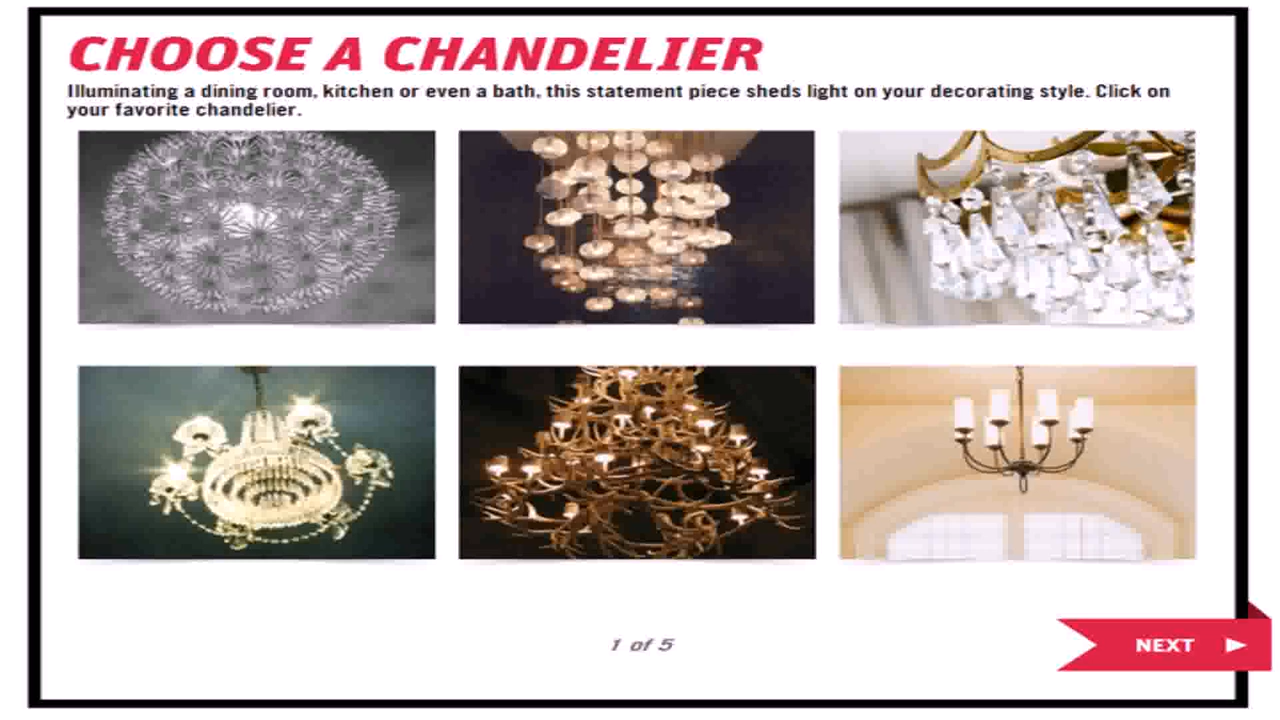 CHOOSE A CHANDELIER
Illuminating a dining room, kitchen or even a bath, this statement piece sheds light on your decorating style. Click on
your favorite chandelier.
1 of 5
NEXT